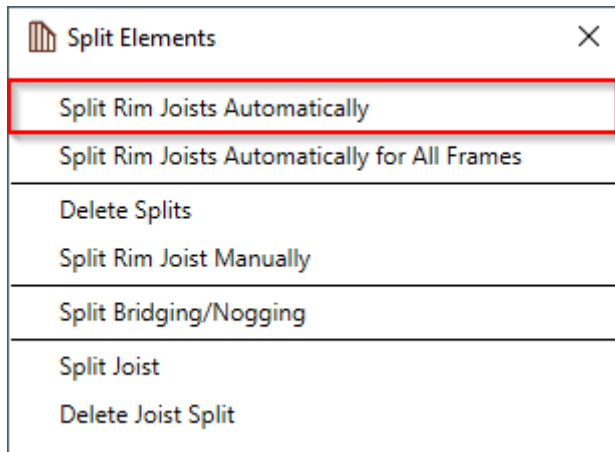 Split Elements
Split Rim Joists Automatically
Split Rim Joists Automatically for All Frames
Delete Splits
Split Rim Joist Manually
Split Bridging/Nogging
Split Joist
Delete Joist Split